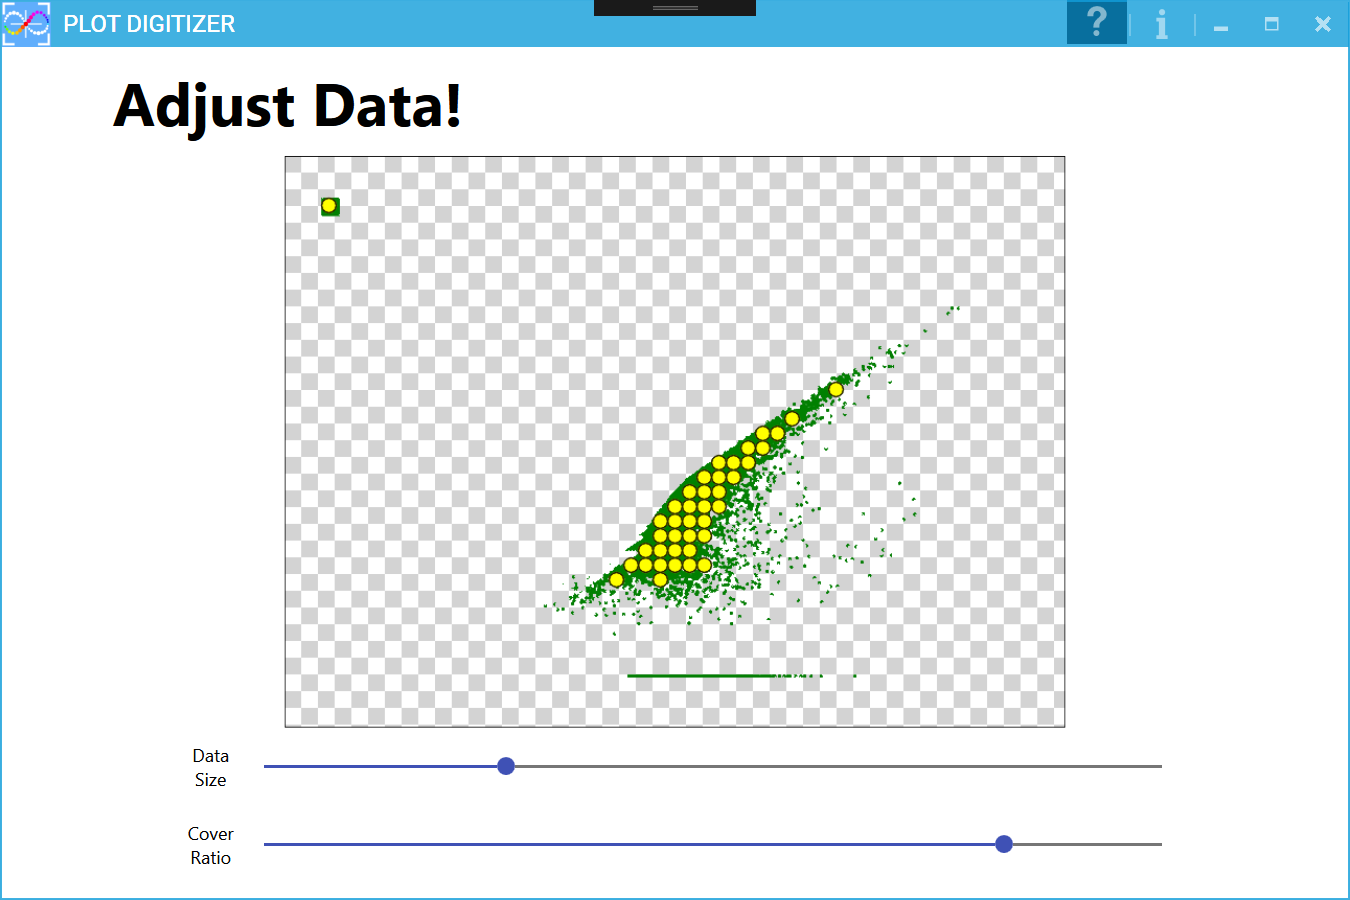 PLOT DIGITIZER
Adjust Data!
Data
Size
Cover
Ratio